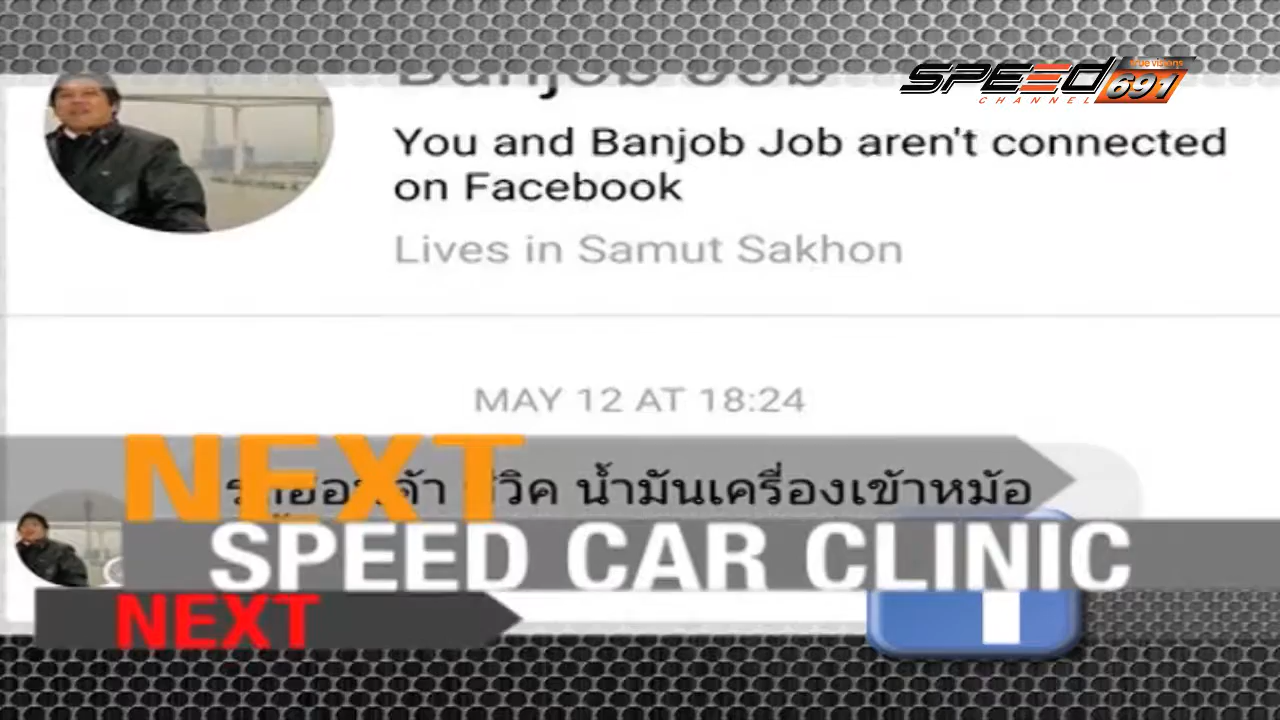 true visions
SPEED 691
CHANNEL
Banjob Job
You and Banjob Job aren't connected
on Facebook
Lives in Samut Sakhon
MAY 12 AT 18:24
น้ำมันเครื่องเข้าหม้อ
NEXT
SPEED CAR CLINIC
NEXT